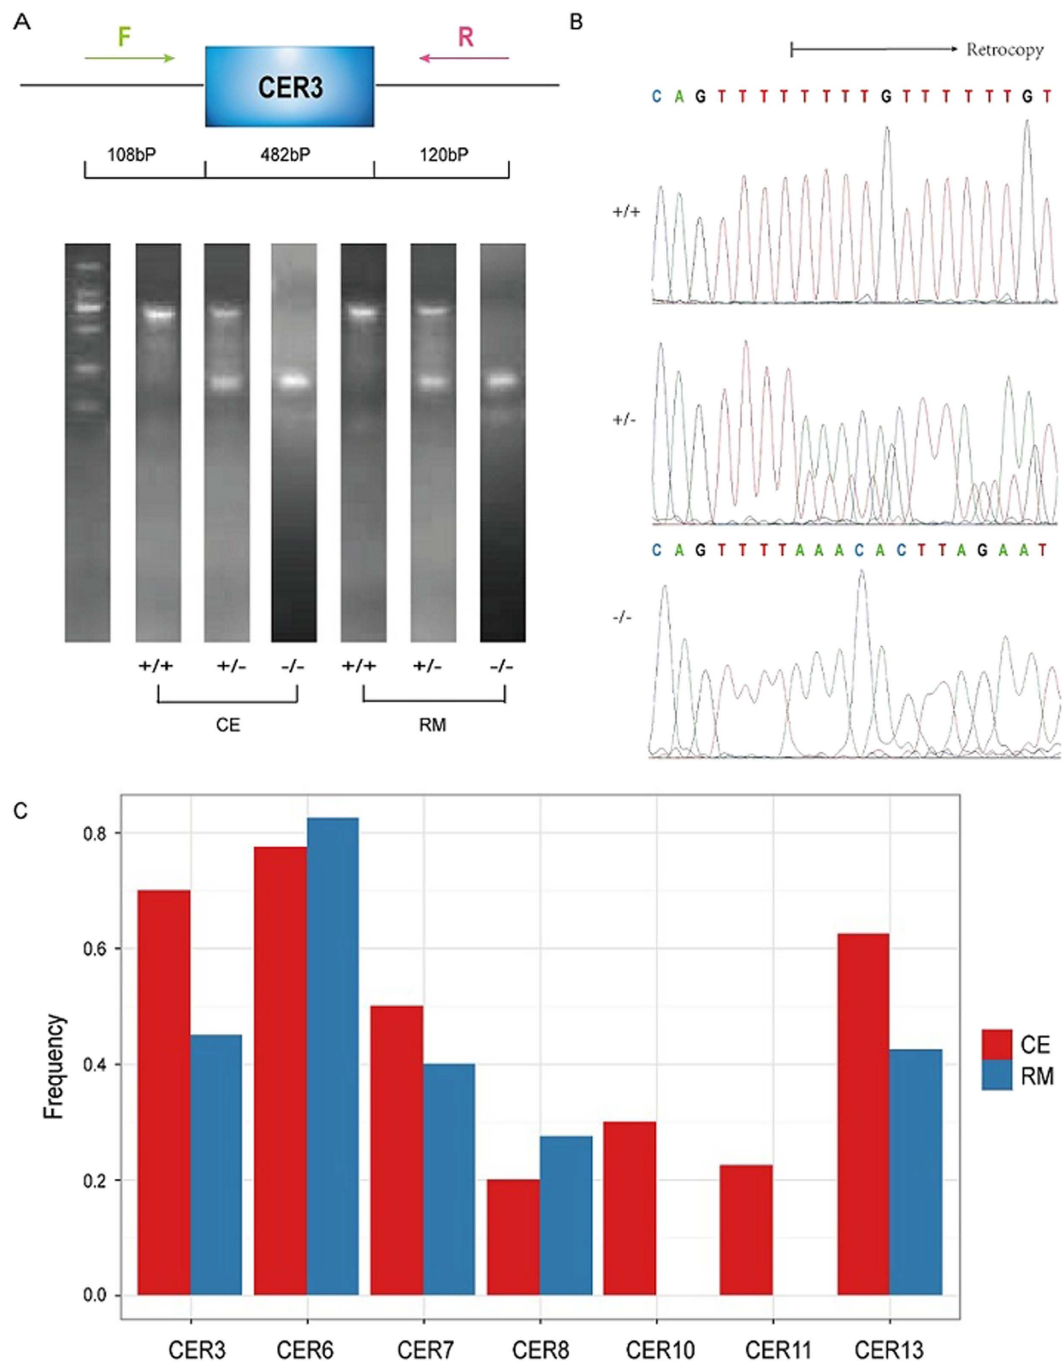 A
F
R
CER3
108bP 482bP 120bP
+/+ +/- -/- +/+ +/- -/-
CE RM
B
Retrocopy
C A G T T T T T T T T G T T T T T T G T
+/+
+/-
C A G T T T T A A A C A C T T A G A A T
-/-
C
Frequency
0.8
0.6
0.4
0.2
0.0
CER3 CER6 CER7 CER8 CER10 CER11 CER13
CE
RM